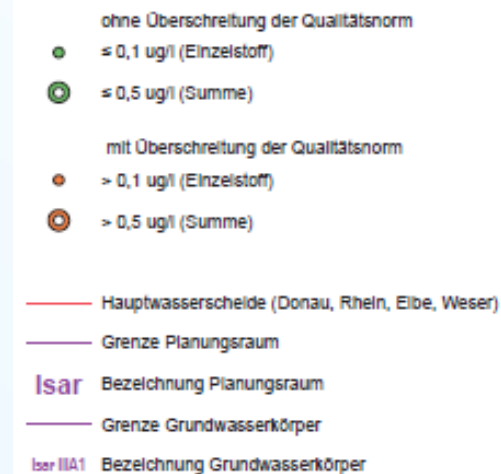 ohne Überschreitung der Qualitätsnorm
≤ 0,1 ug/l (Einzelstoff)
≤ 0,5 ug/l (Summe)
mit Überschreitung der Qualitätsnorm
> 0,1 ug/l (Einzelstoff)
> 0,5 ug/l (Summe)
Hauptwasserscheide (Donau, Rhein, Elbe, Weser)
Grenze Planungsraum
Isar Bezeichnung Planungsraum
Grenze Grundwasserkörper
Isar IIIA1 Bezeichnung Grundwasserkörper